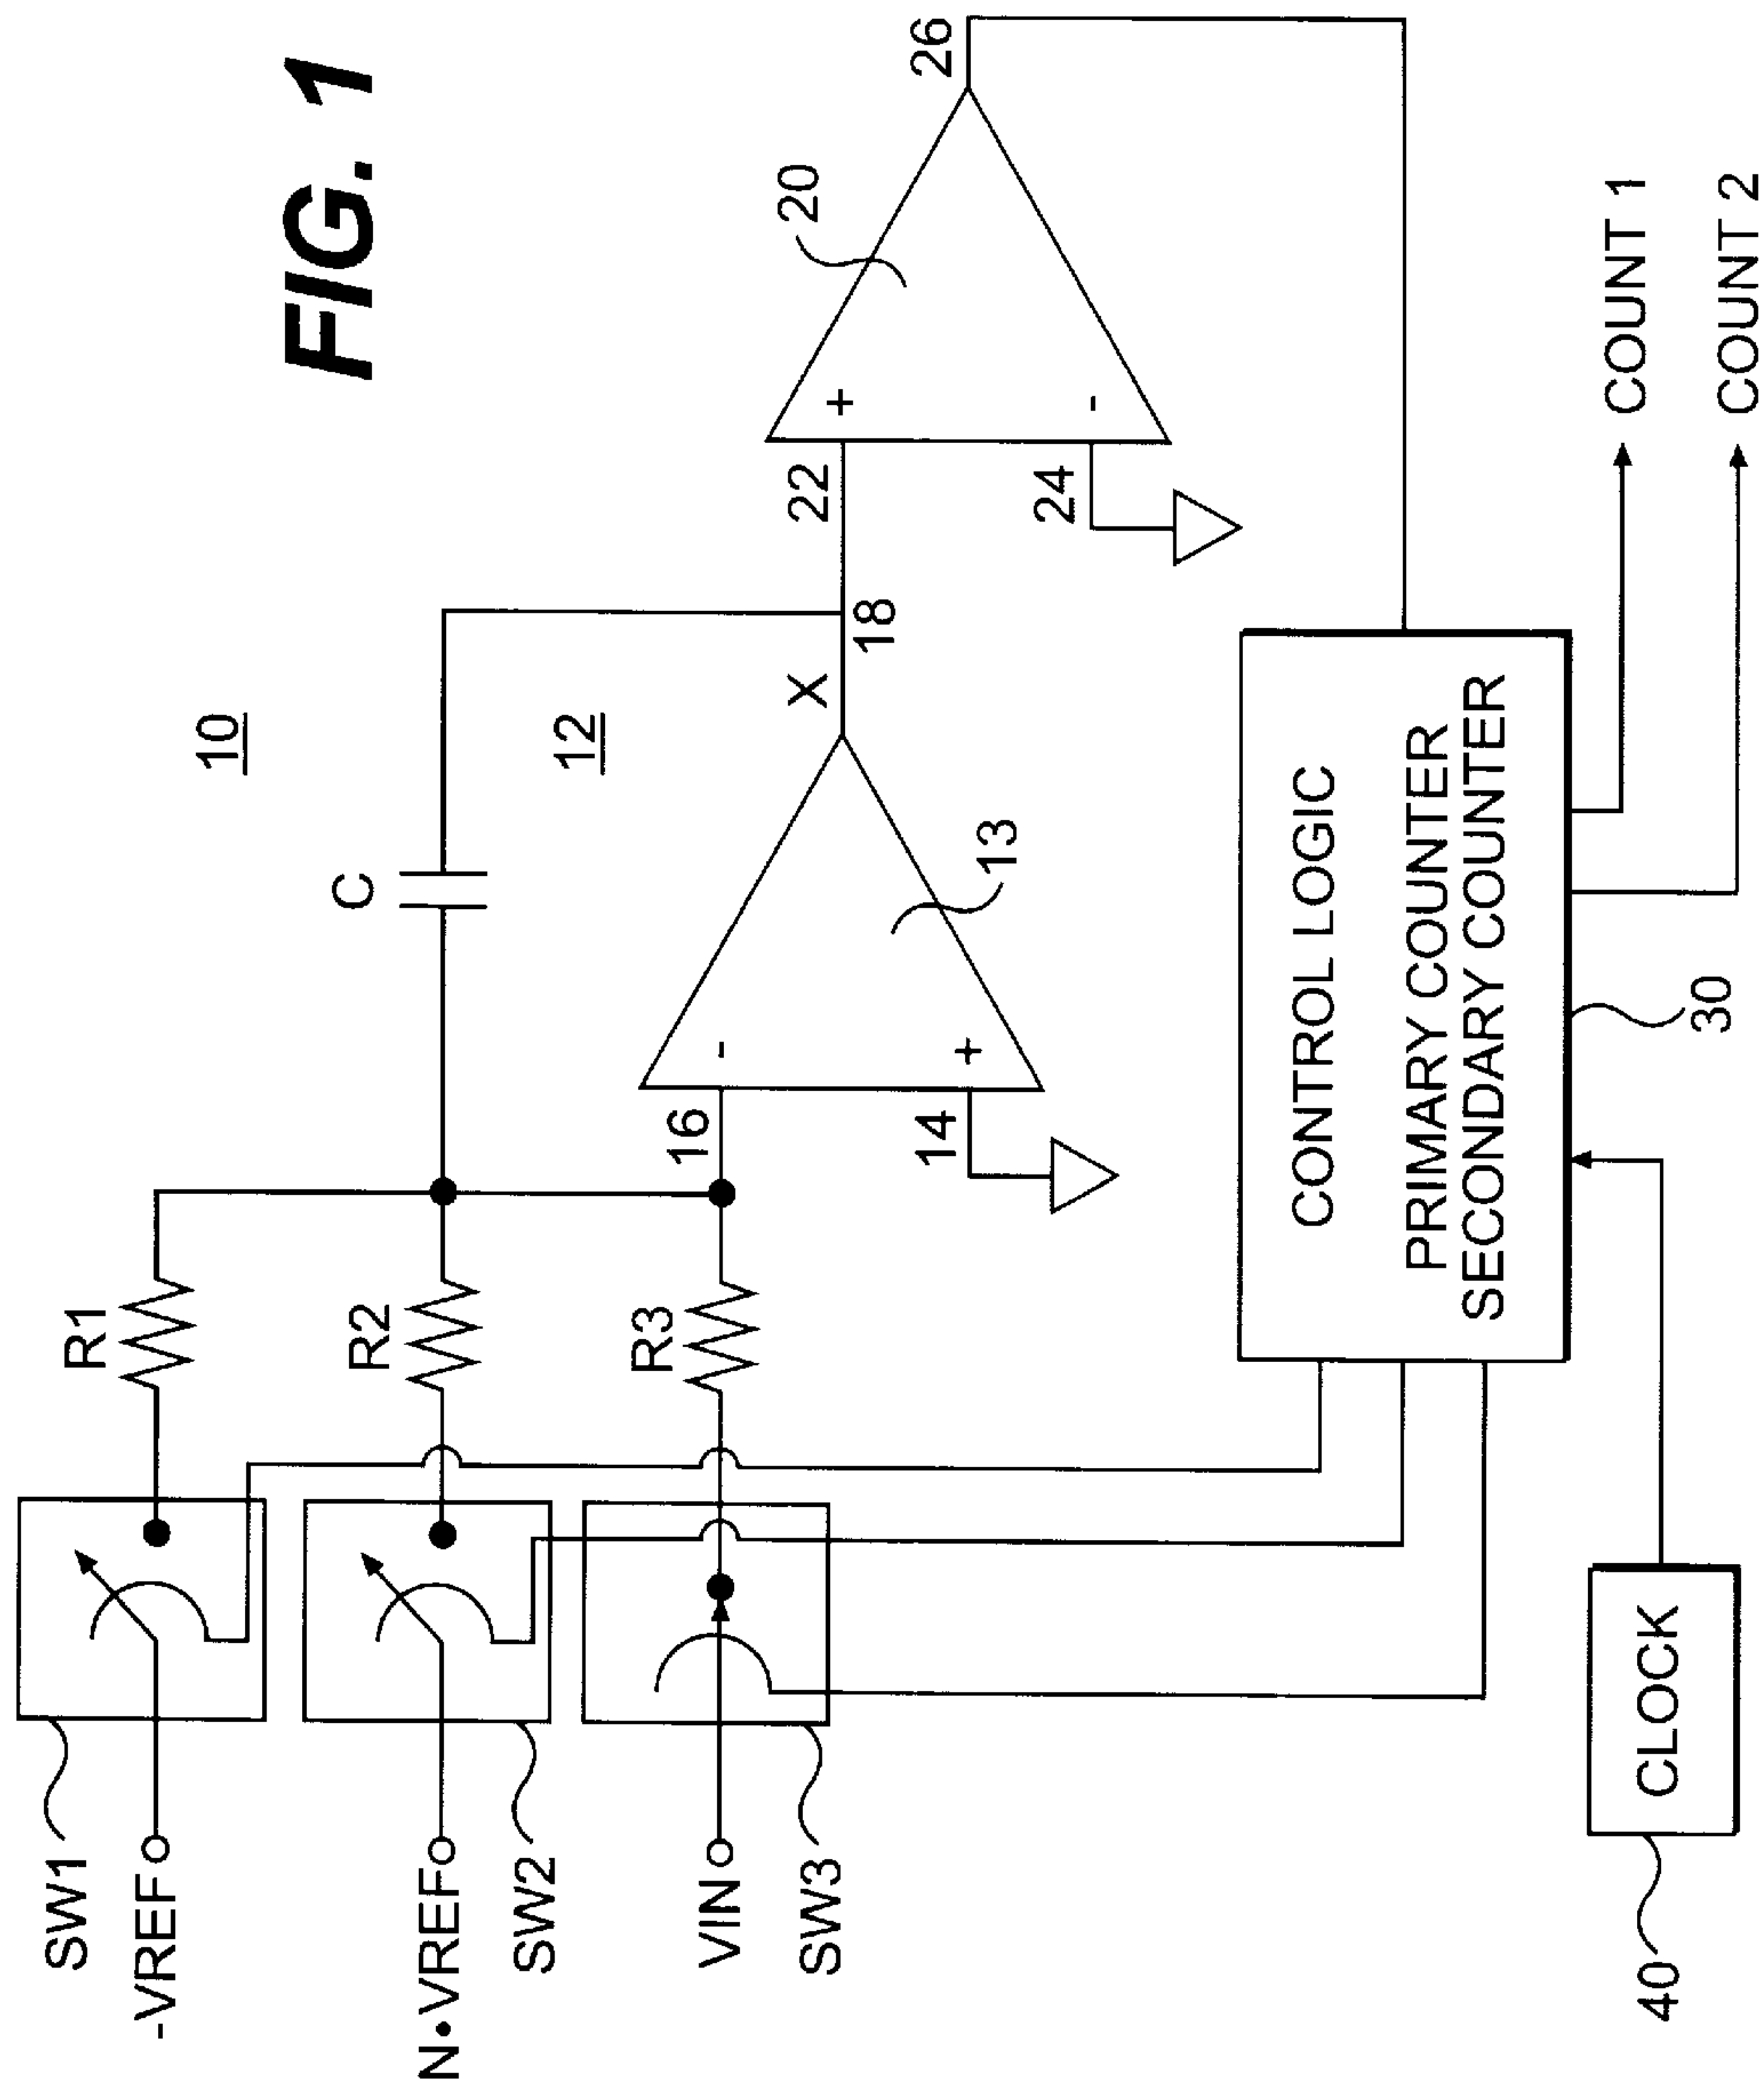 FIG. 1
10
SW1
-VREF
R1
C
N•VREF
SW2
R2
12
VIN
SW3
R3
16
-
+
14
13
X
18
22
+
-
24
20
26
CONTROL LOGIC
PRIMARY COUNTER
SECONDARY COUNTER
30
COUNT 1
COUNT 2
CLOCK
40